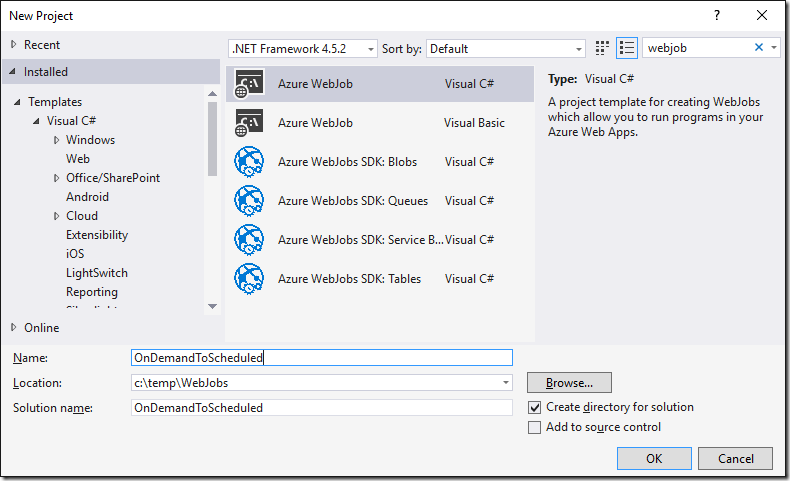 New Project
?
Recent
.NET Framework 4.5.2
Sort by:
Default
webjob
Installed
Templates
Visual C#
Windows
Web
Office/SharePoint
Android
Cloud
Extensibility
iOS
LightSwitch
Reporting
Online
C:\
Azure WebJob
Visual C#
C:\
Azure WebJob
Visual Basic
Azure WebJobs SDK: Blobs
Visual C#
Azure WebJobs SDK: Queues
Visual C#
Azure WebJobs SDK: Service B...
Visual C#
Azure WebJobs SDK: Tables
Visual C#
Type: Visual C#
A project template for creating WebJobs
which allow you to run programs in your
Azure Web Apps.
Name:
OnDemandToScheduled
Location:
c:\temp\WebJobs
Browse...
Solution name:
OnDemandToScheduled
Create directory for solution
Add to source control
OK
Cancel